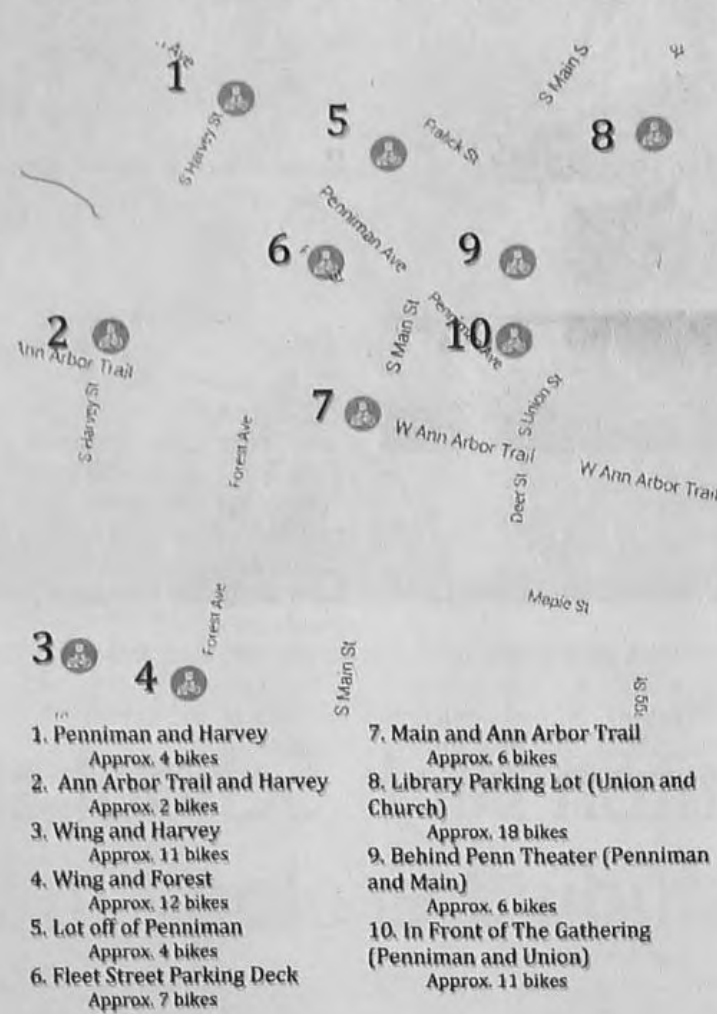 Ave
1
S Harvey St
5
Fralick St
S Main S
St
8
Penniman Ave
6
9
2
Ann Arbor Trail
S Harvey St
S Main St
10
S Union St
7
W Ann Arbor Trail
W Ann Arbor Trail
Forest Ave
Deer St
Maple St
Forest Ave
3
4
S Main St
1. Penniman and Harvey
Approx. 4 bikes
2. Ann Arbor Trail and Harvey
Approx. 2 bikes
3. Wing and Harvey
Approx. 11 bikes
4. Wing and Forest
Approx. 12 bikes
5. Lot off of Penniman
Approx. 4 bikes
6. Fleet Street Parking Deck
Approx. 7 bikes
7. Main and Ann Arbor Trail
Approx. 6 bikes
8. Library Parking Lot (Union and
Church)
Approx. 18 bikes
9. Behind Penn Theater (Penniman
and Main)
Approx. 6 bikes
10. In Front of The Gathering
(Penniman and Union)
Approx. 11 bikes